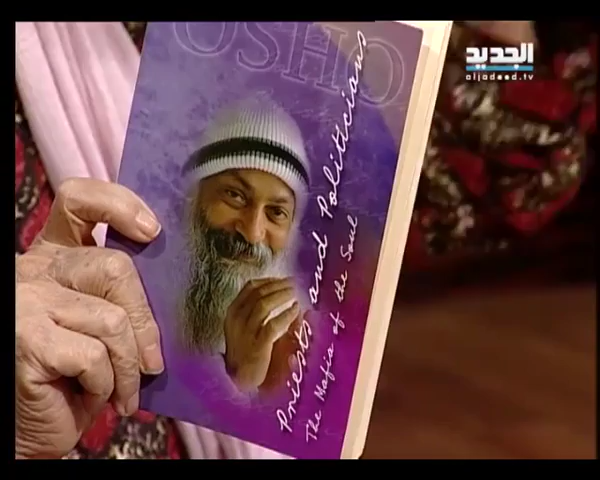 OSHO
Priests and Politicians
The Mafia of the Soul
الجديد
aljadeed.tv